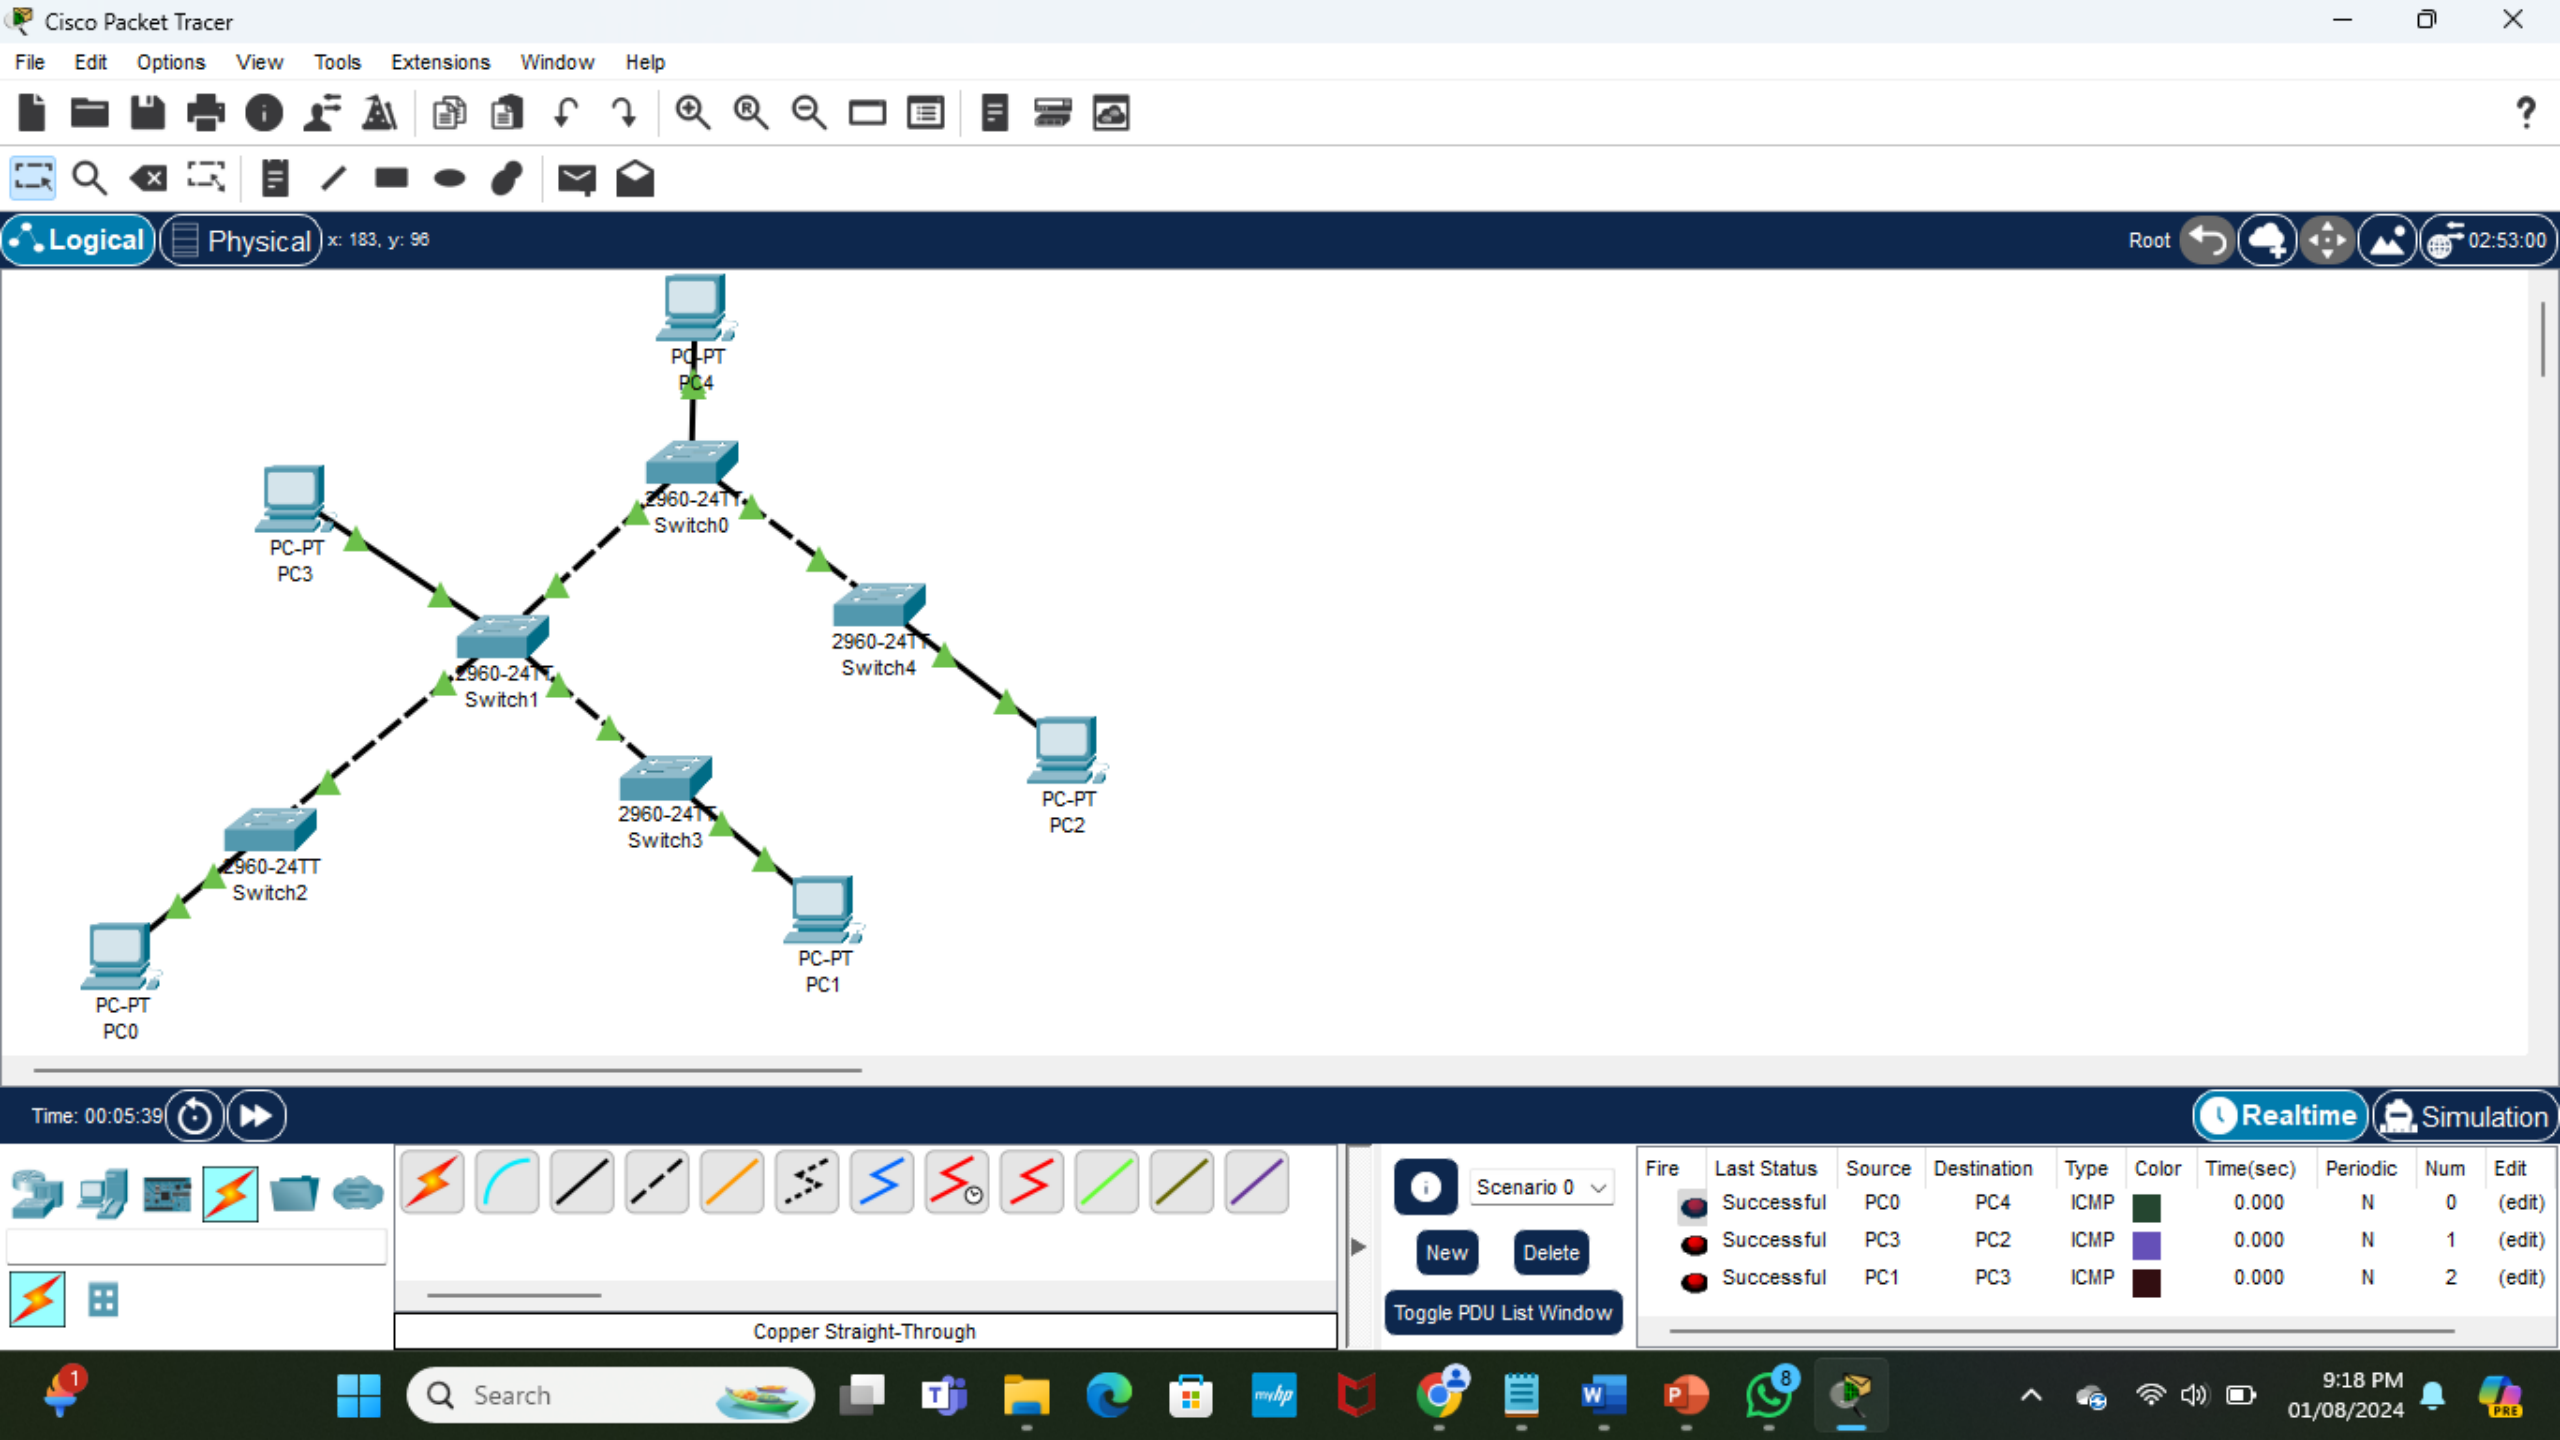 Cisco Packet Tracer
File Edit Options View Tools Extensions Window Help
Logical Physical x: 183, y: 96 Root 02:53:00
PC-PT
PC4
2960-24TT
Switch0
PC-PT
PC3
2960-24TT
Switch4
2960-24TT
Switch1
PC-PT
PC2
2960-24TT
Switch3
2960-24TT
Switch2
PC-PT
PC1
PC-PT
PC0
Time: 00:05:39 Realtime Simulation
Scenario 0
New Delete
Toggle PDU List Window
Fire Last Status Source Destination Type Color Time(sec) Periodic Num Edit
Successful PC0 PC4 ICMP 0.000 N 0 (edit)
Successful PC3 PC2 ICMP 0.000 N 1 (edit)
Successful PC1 PC3 ICMP 0.000 N 2 (edit)
Copper Straight-Through
1 Search myhp 8 9:18 PM
01/08/2024 PRE